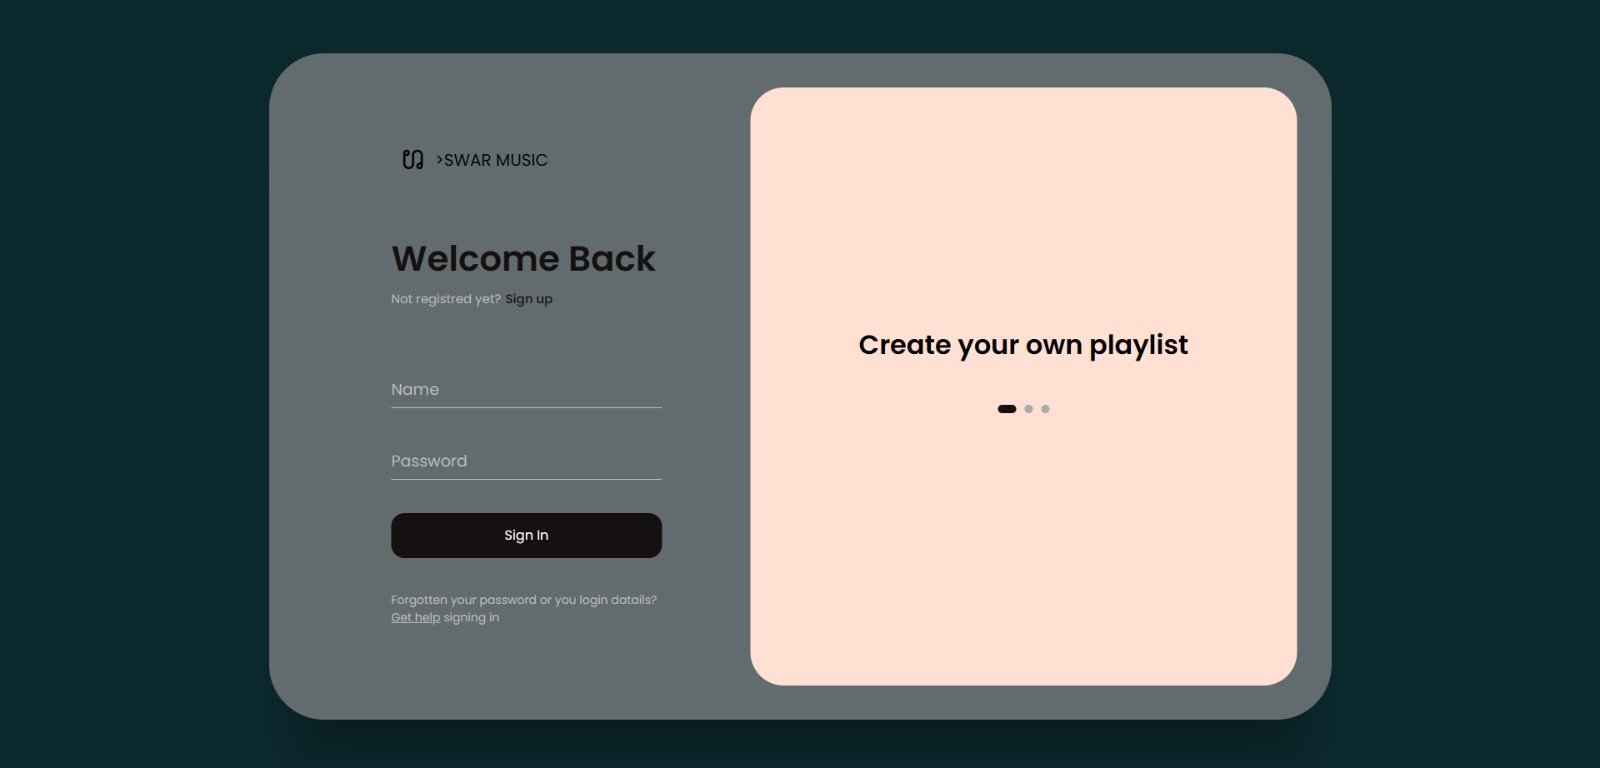 >SWAR MUSIC
Welcome Back
Not registred yet? Sign up
Name
Password
Sign In
Forgotten your password or you login datails?
Get help signing in
Create your own playlist